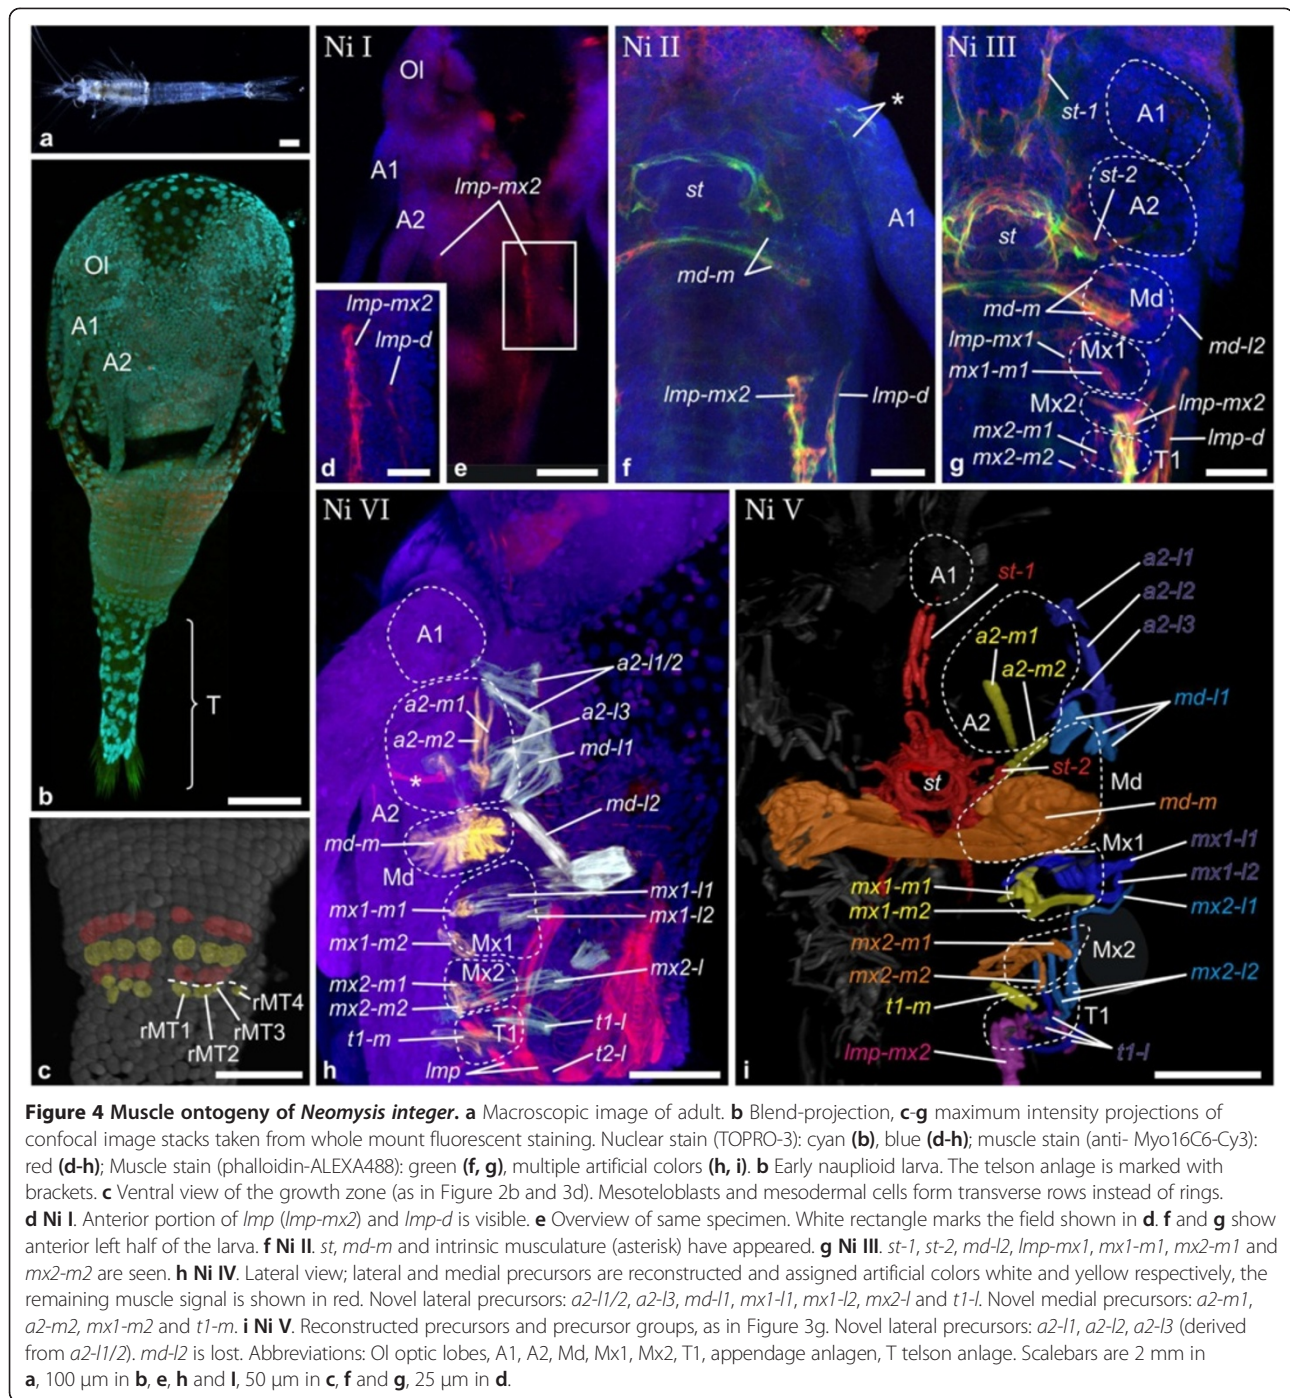 a
Ol
A1
A2
T
b
rMT1
rMT2
rMT3
rMT4
c
Ni I
Ol
A1
lmp-mx2
A2
lmp-mx2
lmp-d
d
e
Ni II
*
st
A1
md-m
lmp-mx2
lmp-d
f
Ni III
st-1
A1
st-2
A2
st
md-m
Md
lmp-mx1
Mx1
md-l2
mx1-m1
Mx2
lmp-mx2
mx2-m1
lmp-d
mx2-m2
T1
g
Ni VI
A1
a2-l1/2
a2-m1
a2-l3
a2-m2
md-l1
*
A2
md-l2
md-m
Md
mx1-l1
mx1-m1
mx1-l2
mx1-m2
Mx1
Mx2
mx2-l
mx2-m1
mx2-m2
t1-l
t1-m
T1
t2-l
lmp
h
Ni V
a2-l1
A1
st-1
a2-l2
a2-m1
a2-l3
a2-m2
md-l1
A2
st-2
st
Md
md-m
Mx1
mx1-l1
mx1-m1
mx1-l2
mx1-m2
mx2-l1
mx2-m1
Mx2
mx2-m2
mx2-l2
t1-m
T1
lmp-mx2
t1-l
i
Figure 4 Muscle ontogeny of Neomysis integer. a Macroscopic image of adult. b Blend-projection, c-g maximum intensity projections of
confocal image stacks taken from whole mount fluorescent staining. Nuclear stain (TOPRO-3): cyan (b), blue (d-h); muscle stain (anti- Myo16C6-Cy3):
red (d-h); Muscle stain (phalloidin-ALEXA488): green (f, g), multiple artificial colors (h, i). b Early nauplioid larva. The telson anlage is marked with
brackets. c Ventral view of the growth zone (as in Figure 2b and 3d). Mesoteloblasts and mesodermal cells form transverse rows instead of rings.
d Ni I. Anterior portion of lmp (lmp-mx2) and lmp-d is visible. e Overview of same specimen. White rectangle marks the field shown in d. f and g show
anterior left half of the larva. f Ni II. st, md-m and intrinsic musculature (asterisk) have appeared. g Ni III. st-1, st-2, md-l2, lmp-mx1, mx1-m1, mx2-m1 and
mx2-m2 are seen. h Ni IV. Lateral view; lateral and medial precursors are reconstructed and assigned artificial colors white and yellow respectively, the
remaining muscle signal is shown in red. Novel lateral precursors: a2-l1/2, a2-l3, md-l1, mx1-l1, mx1-l2, mx2-l and t1-l. Novel medial precursors: a2-m1,
a2-m2, mx1-m2 and t1-m. i Ni V. Reconstructed precursors and precursor groups, as in Figure 3g. Novel lateral precursors: a2-l1, a2-l2, a2-l3 (derived
from a2-l1/2). md-l2 is lost. Abbreviations: Ol optic lobes, A1, A2, Md, Mx1, Mx2, T1, appendage anlagen, T telson anlage. Scalebars are 2 mm in
a, 100 μm in b, e, h and I, 50 μm in c, f and g, 25 μm in d.